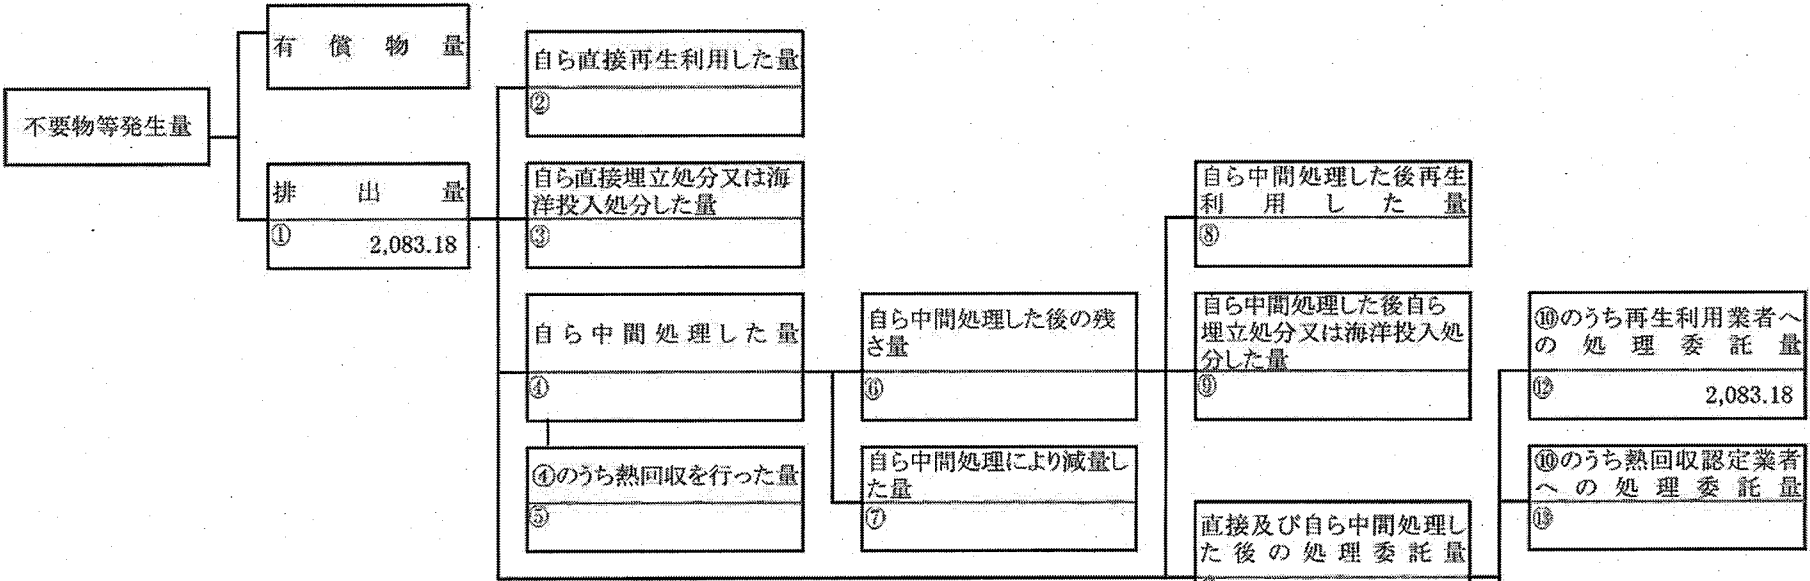 有償物量
不要物等発生量
排出量
① 2,083.18
自ら直接再生利用した量
②
自ら直接埋立処分又は海
洋投入処分した量
③
自ら中間処理した量
④
④のうち熱回収を行った量
⑤
自ら中間処理した後の残
さ量
⑥
自ら中間処理により減量し
た量
⑦
自ら中間処理した後再生
利用した量
⑧
自ら中間処理した後自ら
埋立処分又は海洋投入処
分した量
⑨
直接及び自ら中間処理し
た後の処理委託量
⑩のうち再生利用業者へ
の処理委託量
⑫ 2,083.18
⑩のうち熱回収認定業者
への処理委託量
⑬